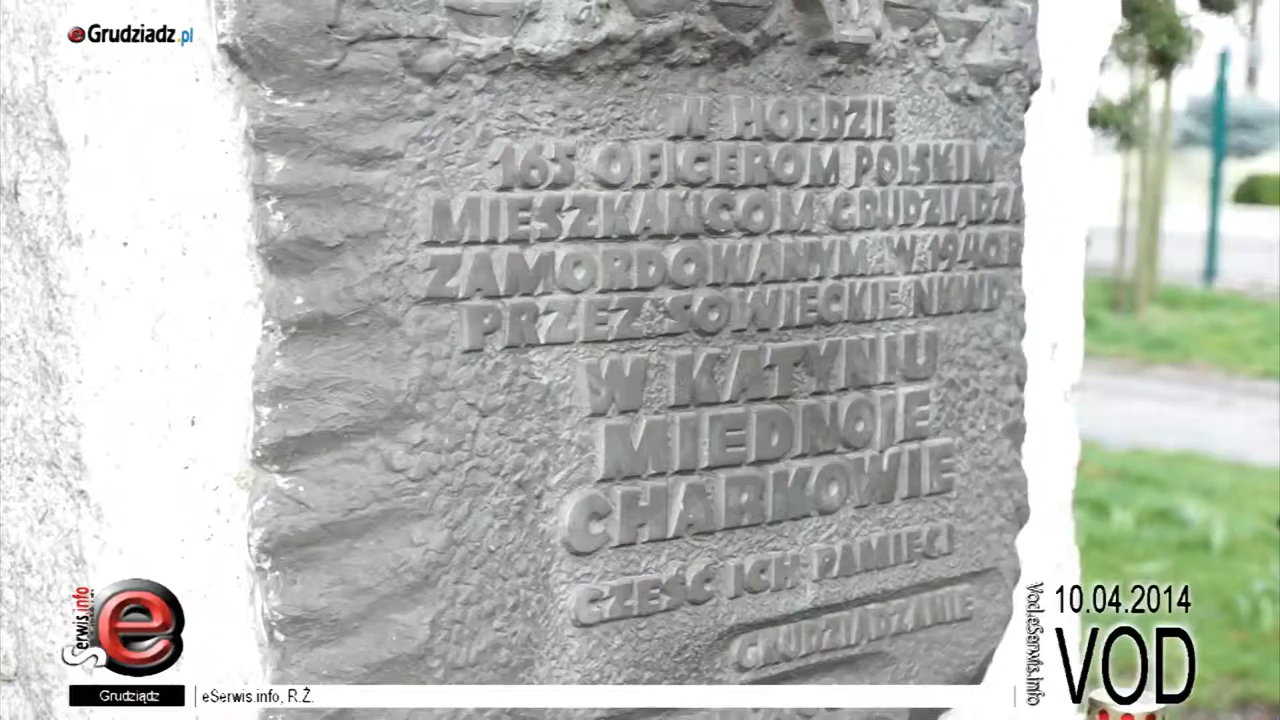 eGrudziadz.pl
W HOŁDZIE
165 OFICEROM POLSKIM
MIESZKAŃCOM GRUDZIĄDZA
ZAMORDOWANYM W 1940 R
PRZEZ SOWIECKIE NKWD
W KATYNIU
MIEDNOJE
CHARKOWIE
CZEŚĆ ICH PAMIĘCI
GRUDZIĄDZANIE
eSerwis.info
Grudziądz
eSerwis.info, R.Ż.
Vod.eSerwis.info
10.04.2014
VOD